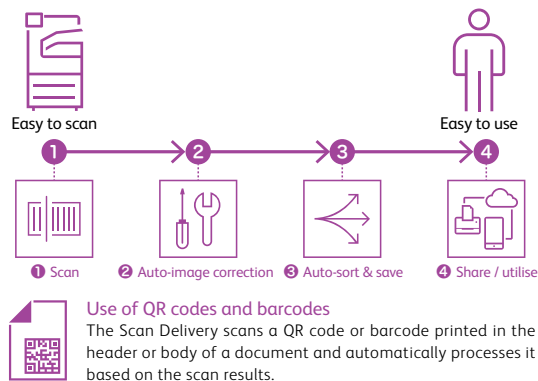 Easy to scan
Easy to use
1 2 3 4
❶ Scan
❷ Auto-image correction
❸ Auto-sort & save
❹ Share / utilise
Use of QR codes and barcodes
The Scan Delivery scans a QR code or barcode printed in the
header or body of a document and automatically processes it
based on the scan results.